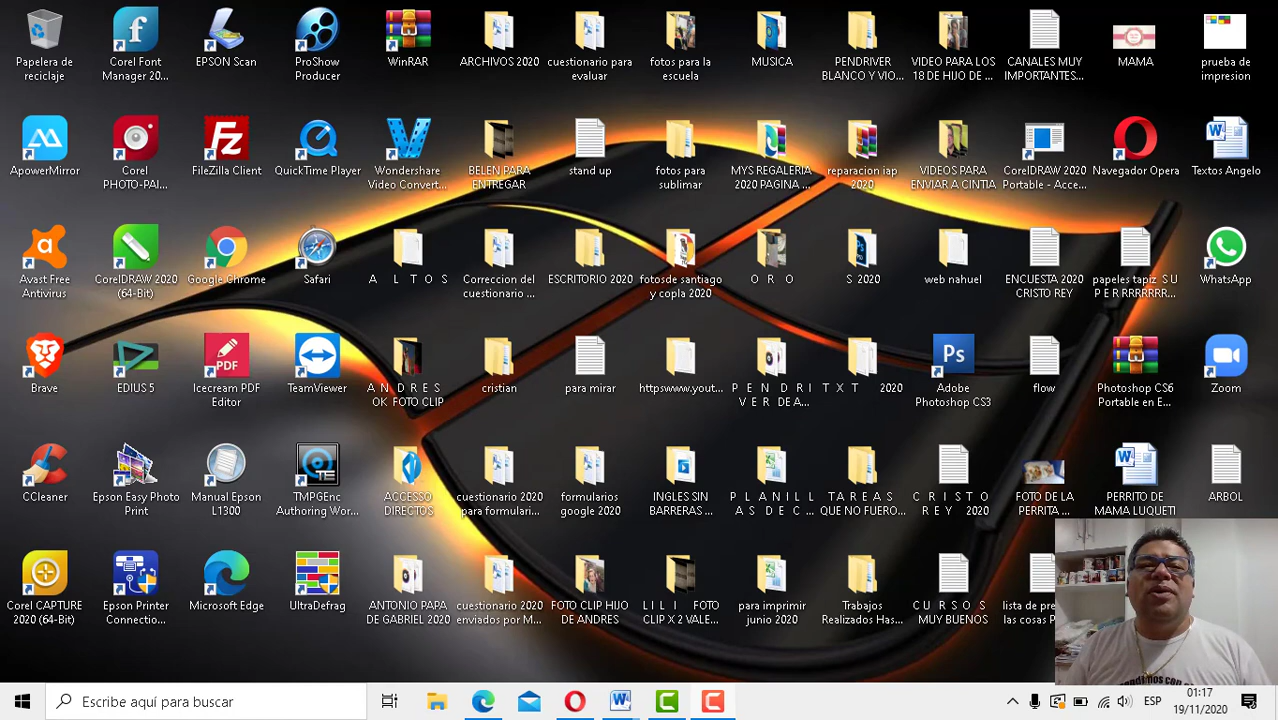 Papelera de
reciclaje
Corel Font
Manager 20...
EPSON Scan
ProShow
Producer
WinRAR
ARCHIVOS 2020
cuestionario para
evaluar
fotos para la
escuela
MUSICA
PENDRIVER
BLANCO Y VIO...
VIDEO PARA LOS
18 DE HIJO DE ...
CANALES MUY
IMPORTANTES...
MAMA
prueba de
impresion
ApowerMirror
Corel
PHOTO-PAI...
FileZilla Client
QuickTime Player
Wondershare
Video Convert...
BELEN PARA
ENTREGAR
stand up
fotos para
sublimar
MYS REGALERIA
2020 PAGINA ...
reparacion iap
2020
VIDEOS PARA
ENVIAR A CINTIA
CorelDRAW 2020
Portable - Acce...
Navegador Opera
Textos Angelo
Avast Free
Antivirus
CorelDRAW 2020
(64-Bit)
Google Chrome
Safari
A L T O S
Correccion del
cuestionario ...
ESCRITORIO 2020
fotosde santiago
y copla 2020
O R O
S 2020
web nahuel
ENCUESTA 2020
CRISTO REY
papeles tapiz S U
P E R RRRRRRR...
WhatsApp
Brave
EDIUS 5
Icecream PDF
Editor
TeamViewer
A N D R E S
OK FOTO CLIP
cristian
para mirar
httpswww.yout...
P E N D R I
V E R DE A...
T X T 2020
Adobe
Photoshop CS3
flow
Photoshop CS6
Portable en E...
Zoom
CCleaner
Epson Easy Photo
Print
Manual Epson
L1300
TMPGEnc
Authoring Wor...
ACCESO
DIRECTOS
cuestionario 2020
para formulari...
formularios
google 2020
INGLES SIN
BARRERAS ...
P L A N I L L
AS D E C ...
T A R E A S
QUE NO FUERO...
C R I S T O
REY 2020
FOTO DE LA
PERRITA ...
PERRITO DE
MAMA LUQUETI
ARBOL
Corel CAPTURE
2020 (64-Bit)
Epson Printer
Connectio...
Microsoft Edge
UltraDefrag
ANTONIO PAPA
DE GABRIEL 2020
cuestionario 2020
enviados por M...
FOTO CLIP HIJO
DE ANDRES
L I L I FOTO
CLIP X 2 VALE...
para imprimir
junio 2020
Trabajos
Realizados Has...
C U R S O S
MUY BUENOS
lista de pre
las cosas P
Escribe aquí para buscar
ESP
01:17
19/11/2020